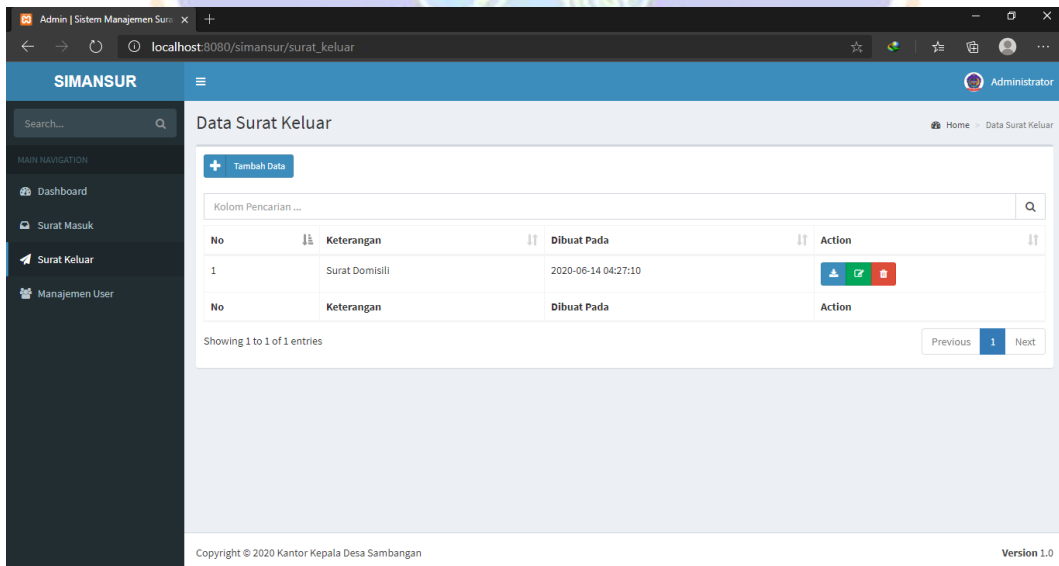 Admin | Sistem Manajemen Sura
localhost:8080/simansur/surat_keluar
SIMANSUR
Administrator
Search...
Data Surat Keluar
Home > Data Surat Keluar
MAIN NAVIGATION
Tambah Data
Dashboard
Kolom Pencarian ...
Surat Masuk
No Keterangan Dibuat Pada Action
Surat Keluar
1 Surat Domisili 2020-06-14 04:27:10
Manajemen User
No Keterangan Dibuat Pada Action
Showing 1 to 1 of 1 entries
Previous 1 Next
Copyright © 2020 Kantor Kepala Desa Sambangan
Version 1.0